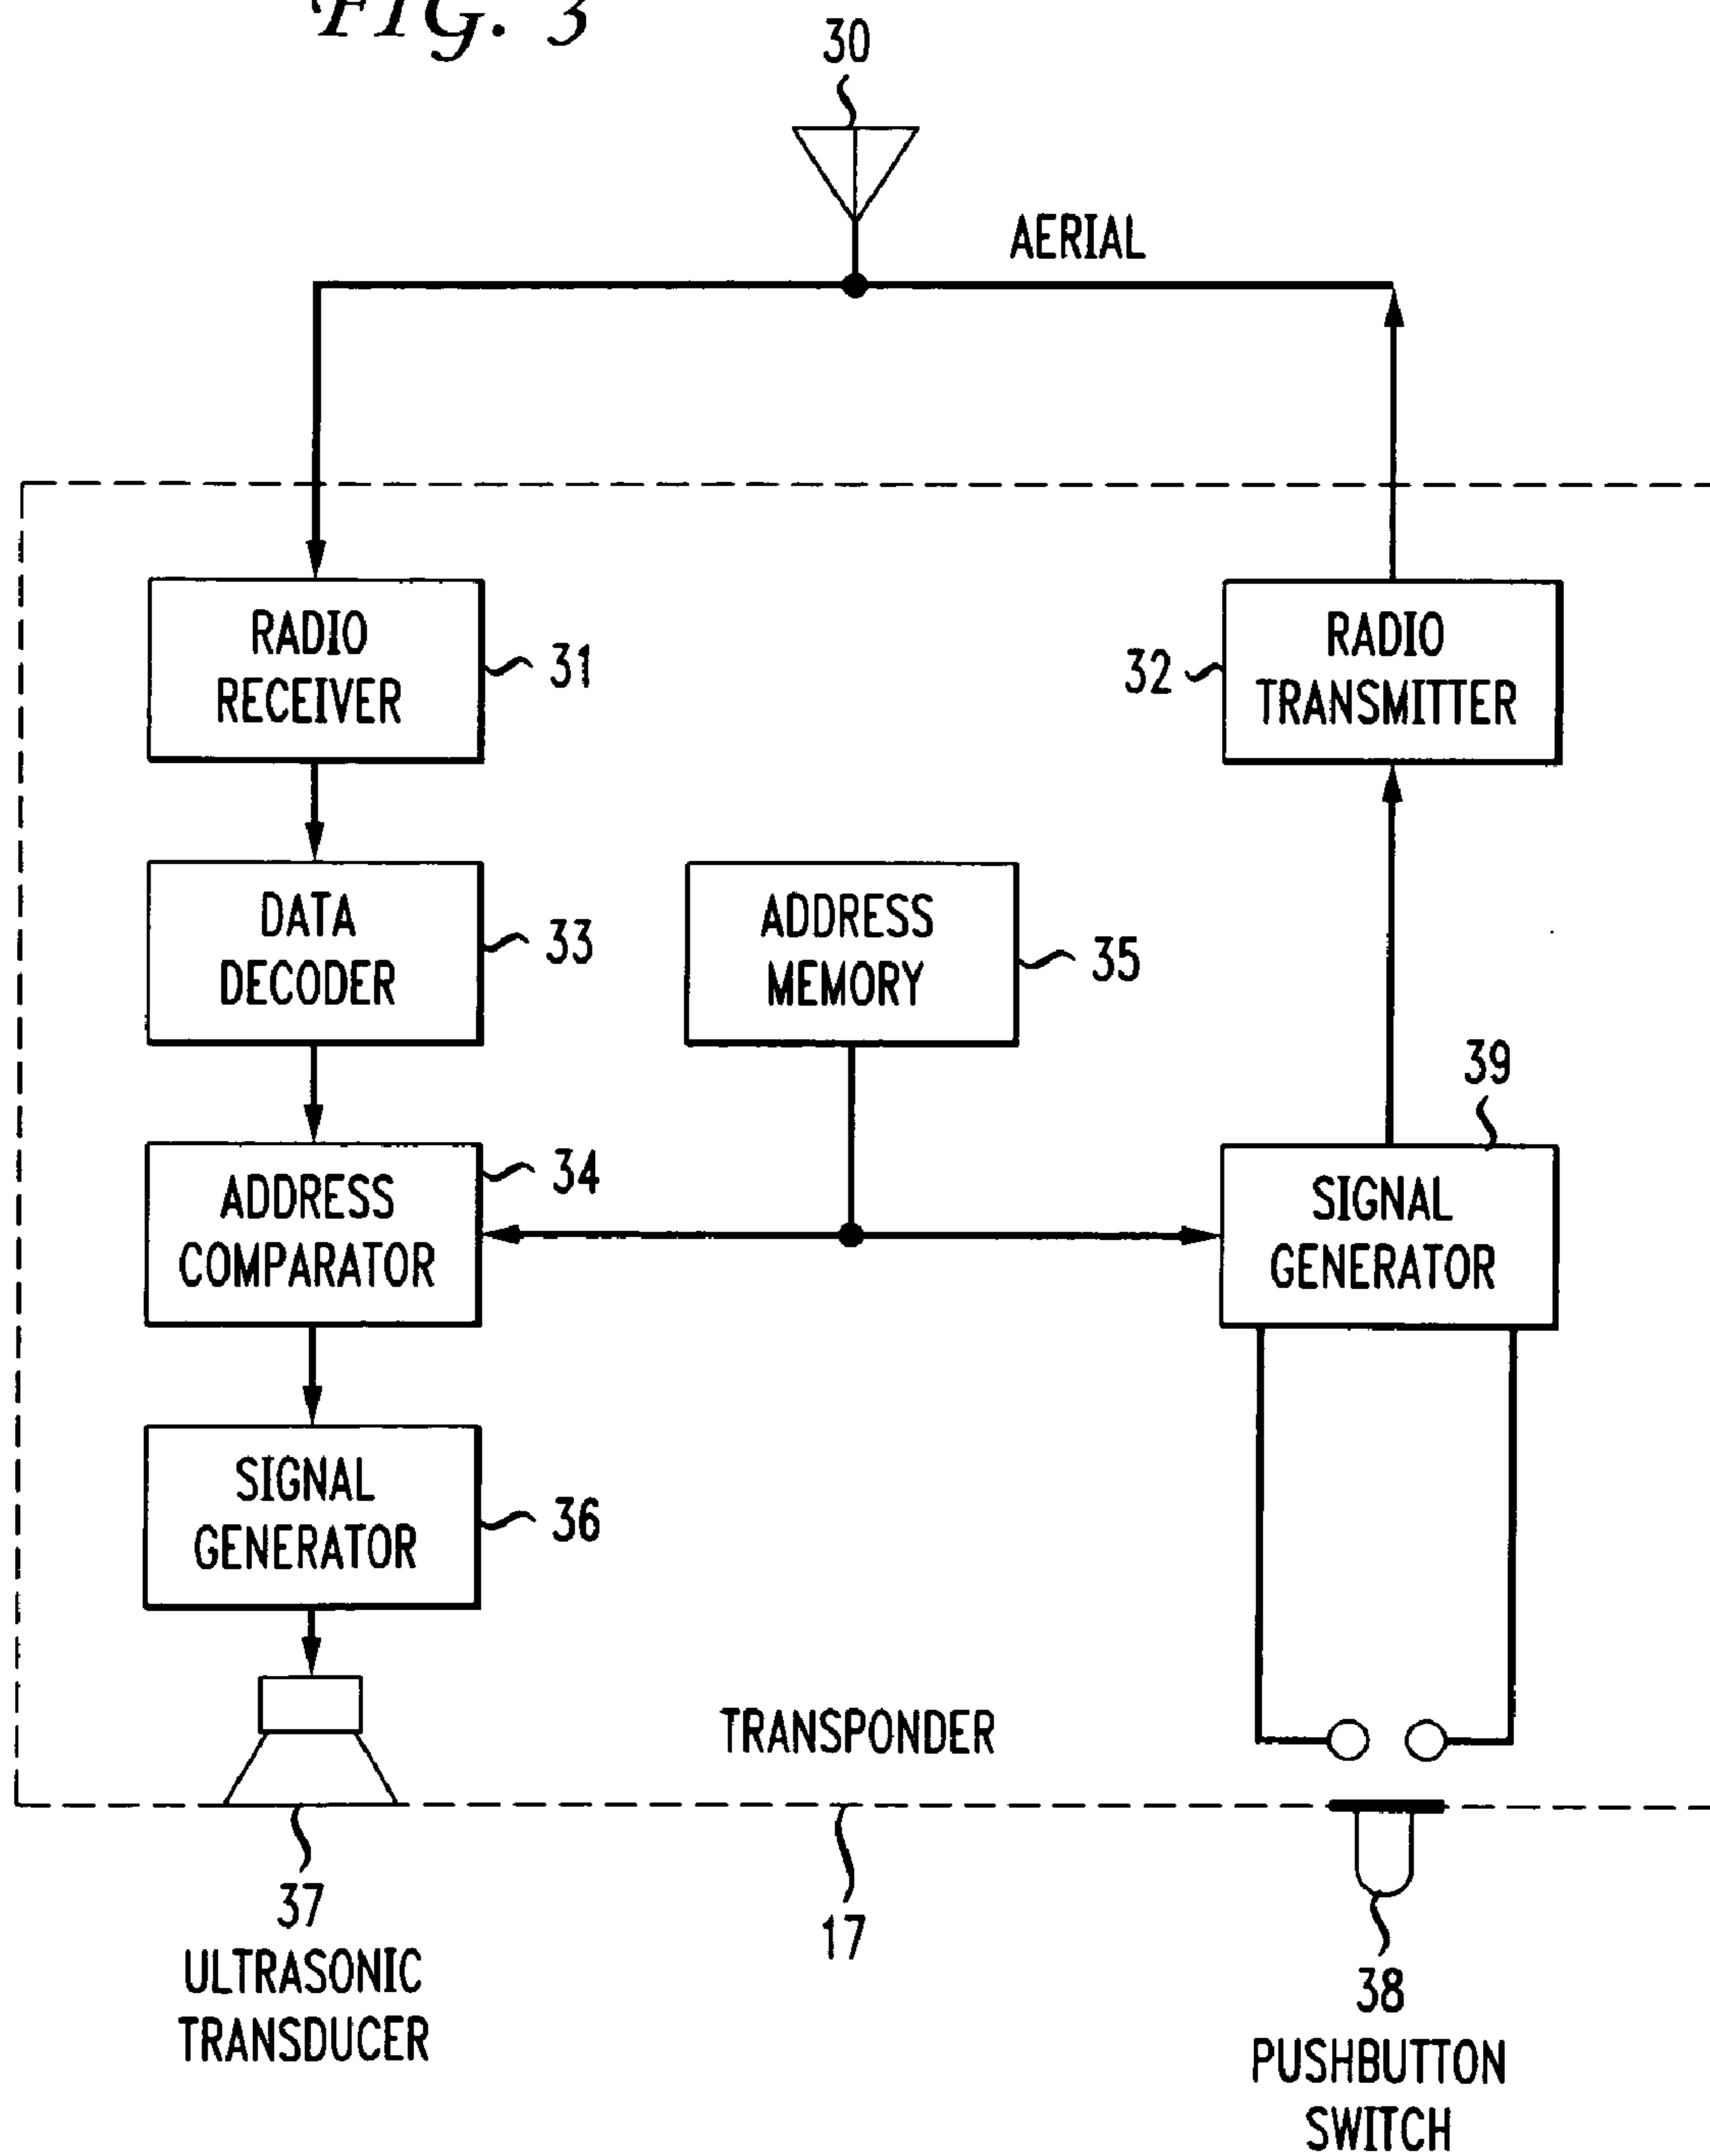 FIG. 3
30
AERIAL
RADIO
RECEIVER
31
32
RADIO
TRANSMITTER
DATA
DECODER
33
ADDRESS
MEMORY
35
39
ADDRESS
COMPARATOR
34
SIGNAL
GENERATOR
SIGNAL
GENERATOR
36
TRANSPONDER
37
ULTRASONIC
TRANSDUCER
17
38
PUSHBUTTON
SWITCH